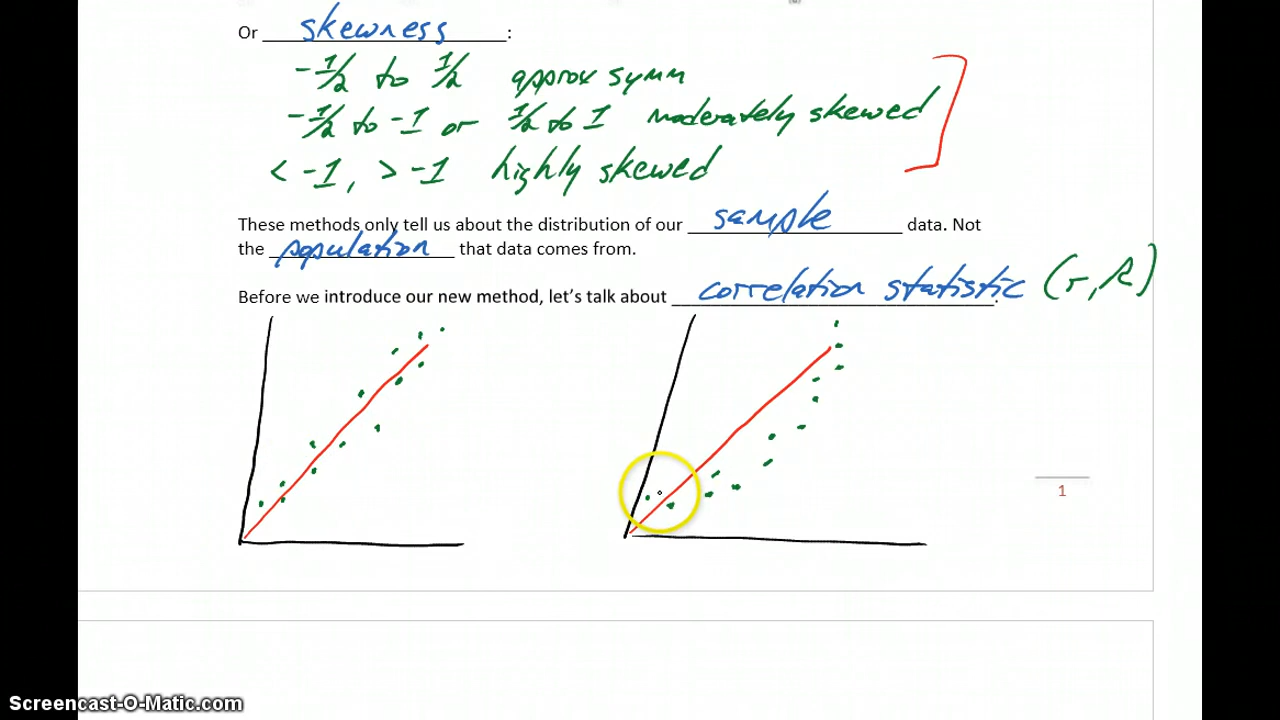 Or skewness:
-1/2 to 1/2 approx symm
-1/2 to -1 or 1/2 to 1 moderately skewed
< -1, > -1 highly skewed
These methods only tell us about the distribution of our sample data. Not
the population that data comes from.
Before we introduce our new method, let's talk about correlation statistic. (r, R)
1
Screencast-O-Matic.com